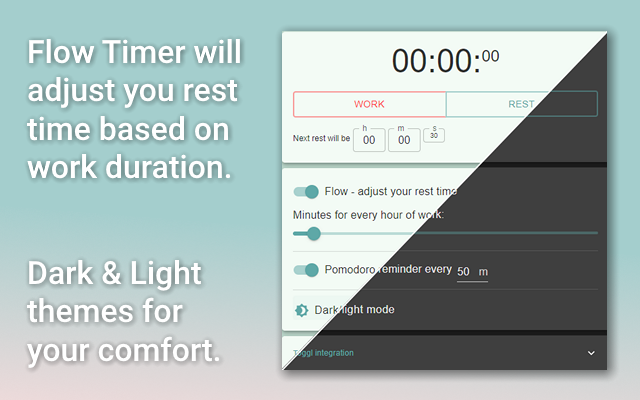 Flow Timer will
adjust you rest
time based on
work duration.
Dark & Light
themes for
your comfort.
00:00:00
WORK REST
h m s
Next rest will be 00 00 30
Flow - adjust your rest time
Minutes for every hour of work:
Pomodoro reminder every 50 m
Dark/light mode
Toggl integration